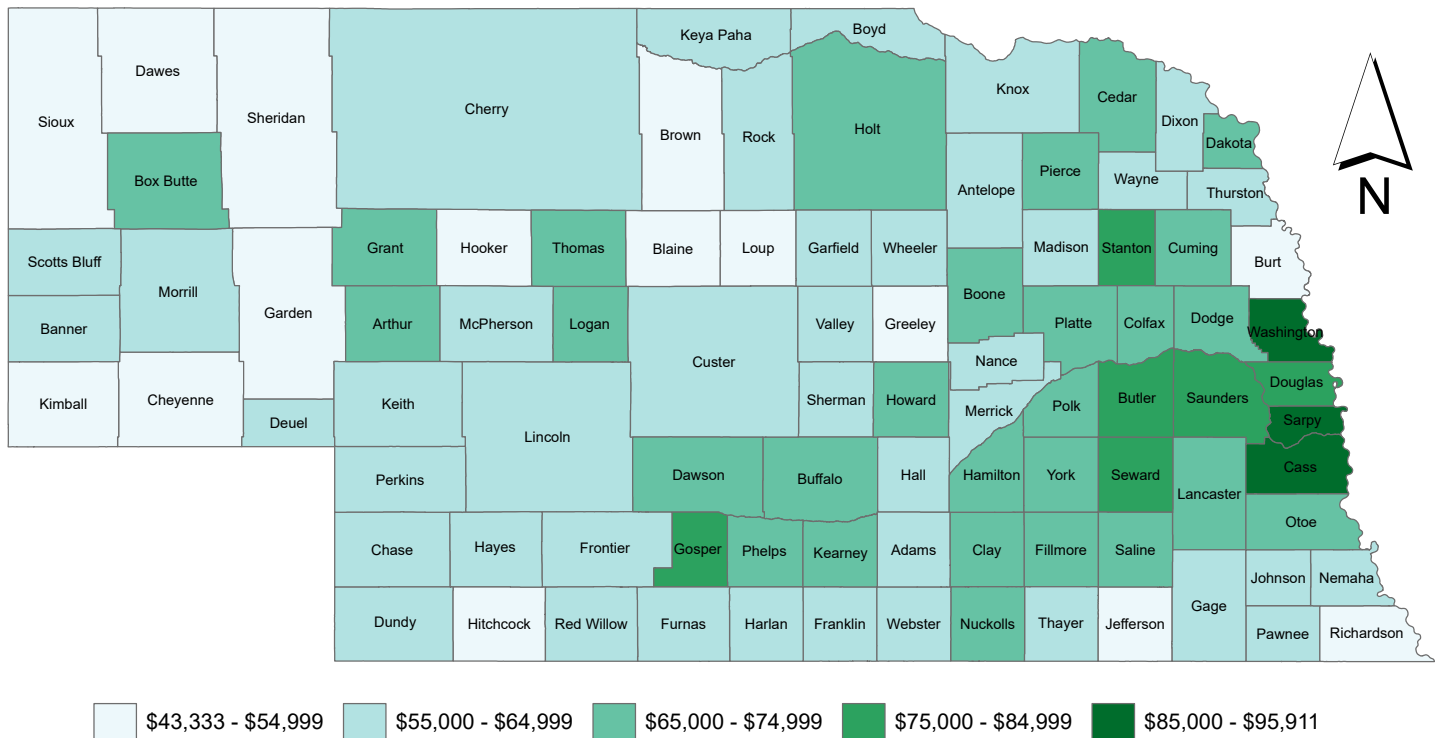 Keya Paha
Boyd
Dawes
Sheridan
Sioux
Cherry
Knox
Cedar
Dixon
Brown
Rock
Holt
Dakota
Box Butte
Pierce
Wayne
Antelope
Thurston
N
Scotts Bluff
Grant
Hooker
Thomas
Blaine
Loup
Garfield
Wheeler
Madison
Stanton
Cuming
Burt
Morrill
Garden
Boone
Banner
Arthur
McPherson
Logan
Valley
Greeley
Platte
Colfax
Dodge
Washington
Custer
Nance
Kimball
Cheyenne
Keith
Sherman
Howard
Merrick
Polk
Butler
Saunders
Douglas
Deuel
Lincoln
Sarpy
Perkins
Dawson
Buffalo
Hall
Hamilton
York
Seward
Lancaster
Cass
Otoe
Chase
Hayes
Frontier
Gosper
Phelps
Kearney
Adams
Clay
Fillmore
Saline
Johnson
Nemaha
Gage
Dundy
Hitchcock
Red Willow
Furnas
Harlan
Franklin
Webster
Nuckolls
Thayer
Jefferson
Pawnee
Richardson
$43,333 - $54,999
$55,000 - $64,999
$65,000 - $74,999
$75,000 - $84,999
$85,000 - $95,911